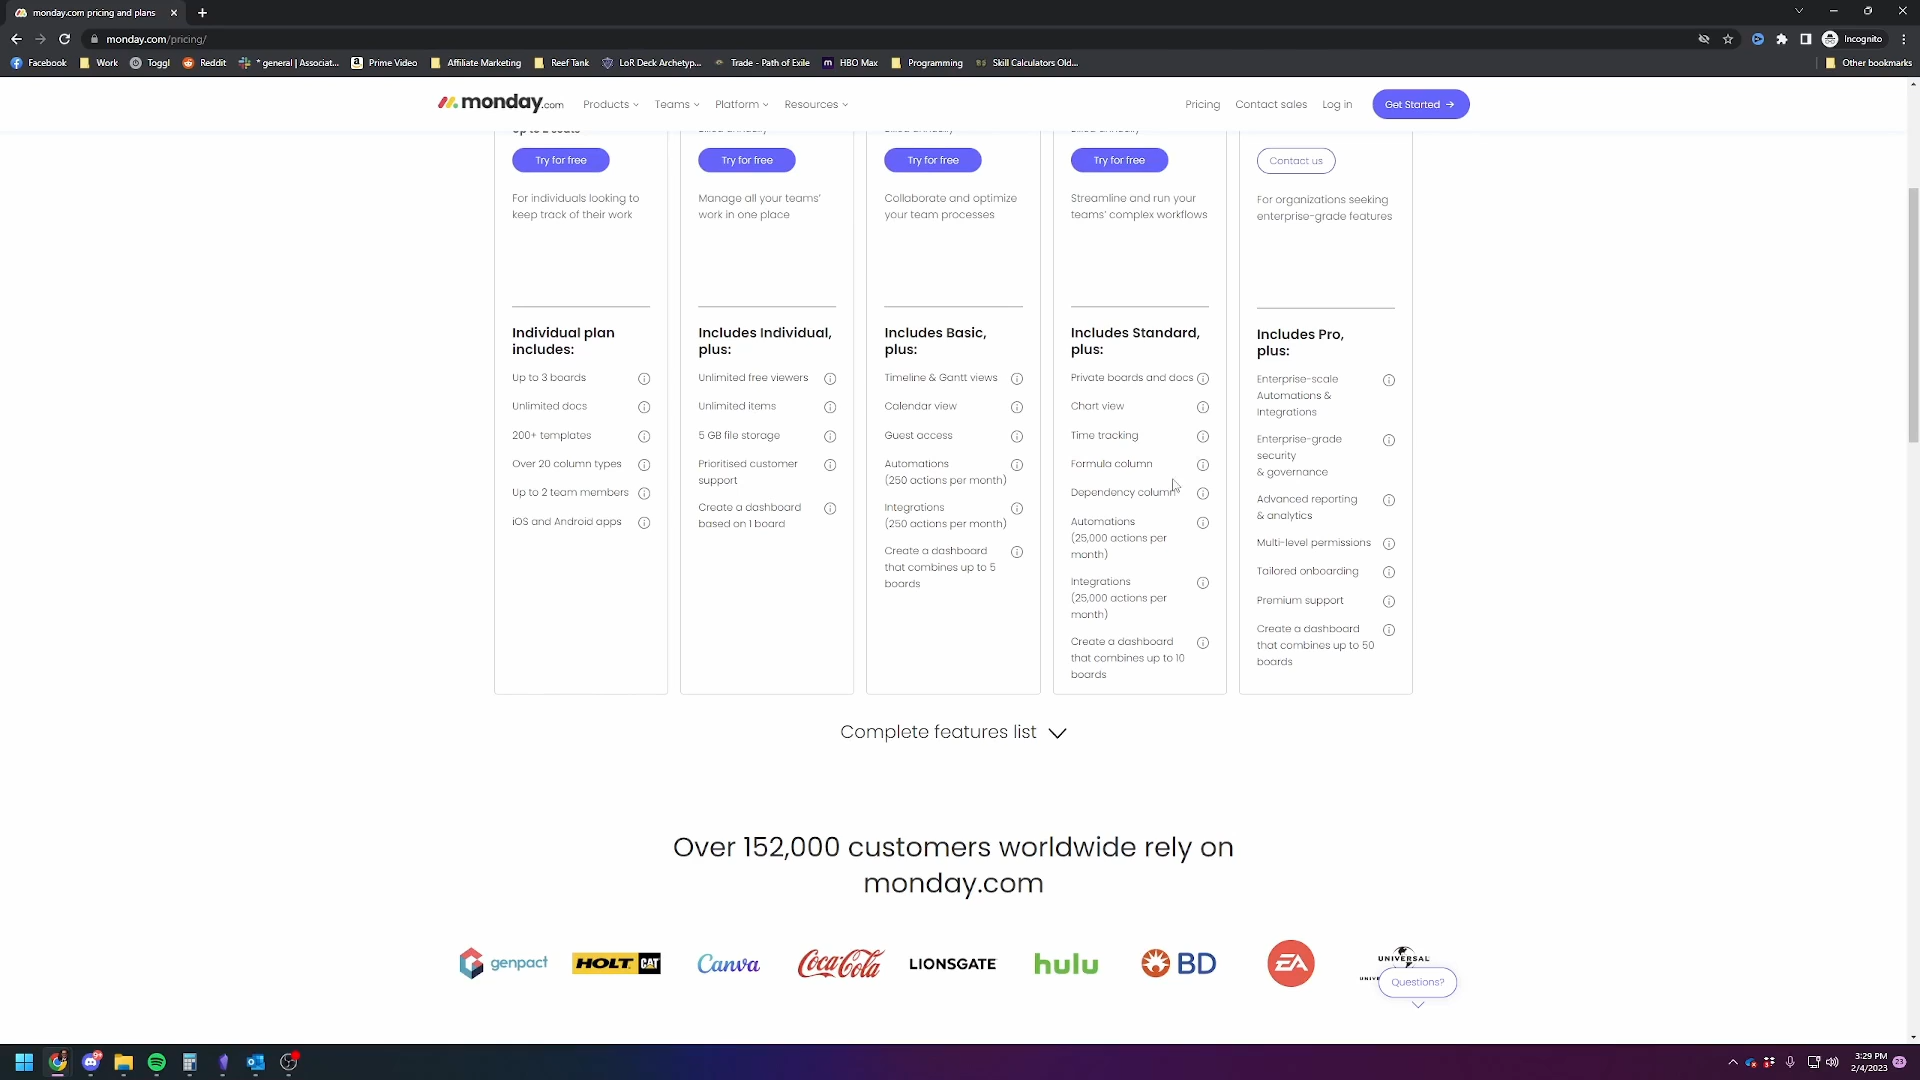 monday.com pricing and plans
monday.com/pricing/
Incognito
Facebook Work Toggl Reddit * general | Associat... Prime Video Affiliate Marketing Reef Tank LoR Deck Archetyp... Trade - Path of Exile HBO Max Programming Skill Calculators Old... Other bookmarks
monday.com Products Teams Platform Resources Pricing Contact sales Log in Get Started →
Try for free
For individuals looking to
keep track of their work
Individual plan
includes:
Up to 3 boards
Unlimited docs
200+ templates
Over 20 column types
Up to 2 team members
iOS and Android apps
Try for free
Manage all your teams'
work in one place
Includes Individual,
plus:
Unlimited free viewers
Unlimited items
5 GB file storage
Prioritised customer
support
Create a dashboard
based on 1 board
Try for free
Collaborate and optimize
your team processes
Includes Basic,
plus:
Timeline & Gantt views
Calendar view
Guest access
Automations
(250 actions per month)
Integrations
(250 actions per month)
Create a dashboard
that combines up to 5
boards
Try for free
Streamline and run your
teams' complex workflows
Includes Standard,
plus:
Private boards and docs
Chart view
Time tracking
Formula column
Dependency column
Automations
(25,000 actions per
month)
Integrations
(25,000 actions per
month)
Create a dashboard
that combines up to 10
boards
Contact us
For organizations seeking
enterprise-grade features
Includes Pro,
plus:
Enterprise-scale
Automations &
Integrations
Enterprise-grade
security
& governance
Advanced reporting
& analytics
Multi-level permissions
Tailored onboarding
Premium support
Create a dashboard
that combines up to 50
boards
Complete features list
Over 152,000 customers worldwide rely on
monday.com
genpact HOLT CAT Canva Coca-Cola LIONSGATE hulu BD EA UNIVERSAL
Questions?
3:29 PM
2/4/2023
23